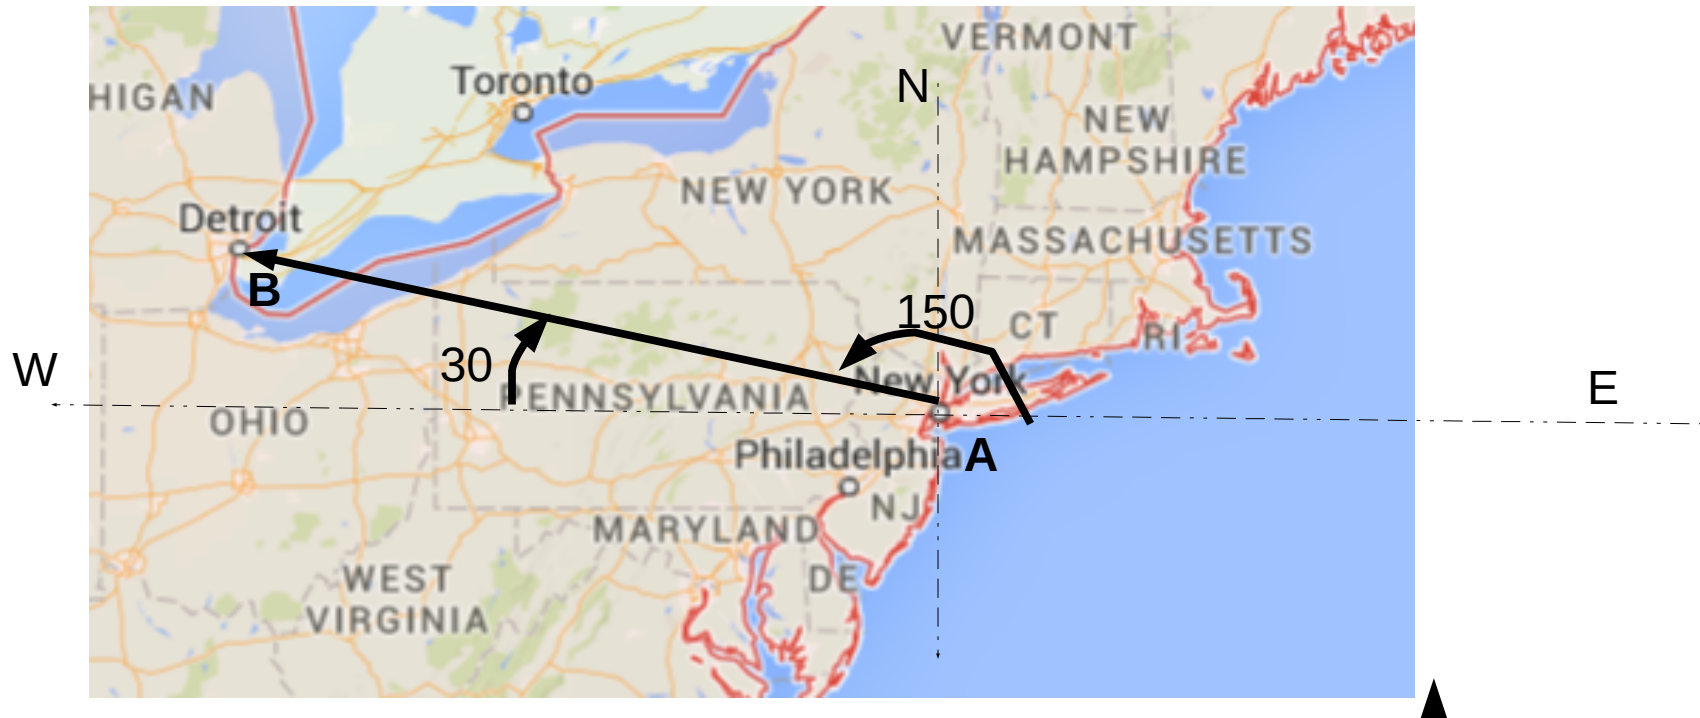 VERMONT
Toronto
N
HIGAN
NEW
HAMPSHIRE
NEW YORK
Detroit
MASSACHUSETTS
B
150
CT
RI
30
W
New York
E
PENNSYLVANIA
OHIO
Philadelphia
A
NJ
MARYLAND
WEST
VIRGINIA
DE